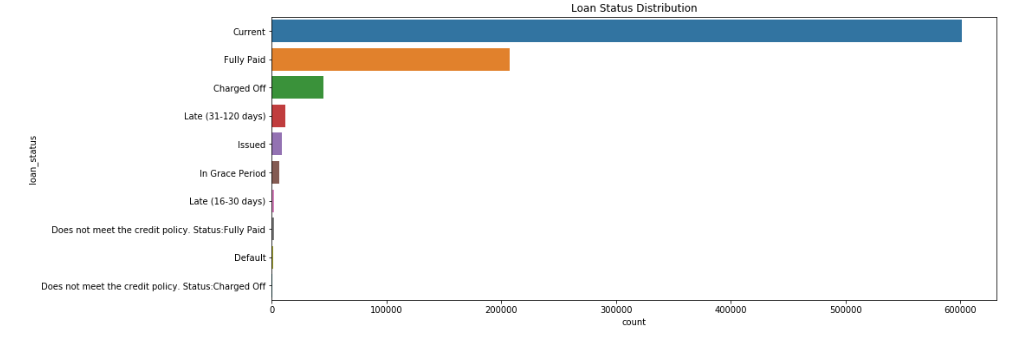 Loan Status Distribution
loan_status
Current
Fully Paid
Charged Off
Late (31-120 days)
Issued
In Grace Period
Late (16-30 days)
Does not meet the credit policy. Status:Fully Paid
Default
Does not meet the credit policy. Status:Charged Off
0 100000 200000 300000 400000 500000 600000
count